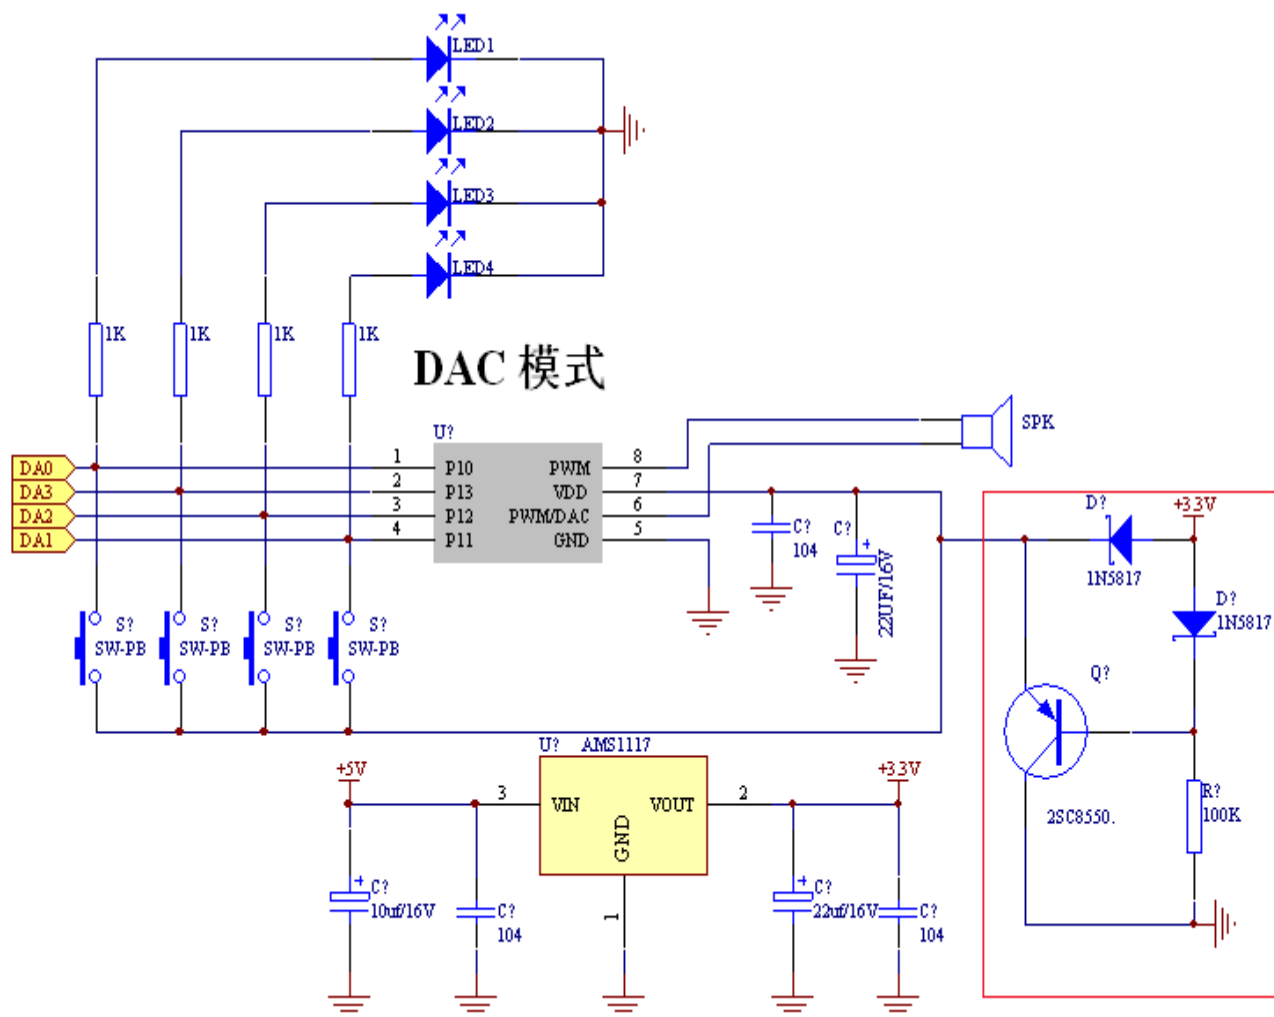 LED1
LED2
LED3
LED4
1K 1K 1K 1K
DAC 模式
U?
SPK
DA0 1 P10 PWM 8
DA3 2 P13 VDD 7
DA2 3 P12 PWM/DAC 6
DA1 4 P11 GND 5
C?
104
C?
+
22UF/16V
D?
+3.3V
1N5817
D?
1N5817
S? S? S? S?
SW-PB SW-PB SW-PB SW-PB
Q?
2SC8550.
R?
100K
U? AMS1117
+5V
+3.3V
3 VIN VOUT 2
GND
1
+
C?
10uf/16V
C?
104
+
C?
22uf/16V
C?
104